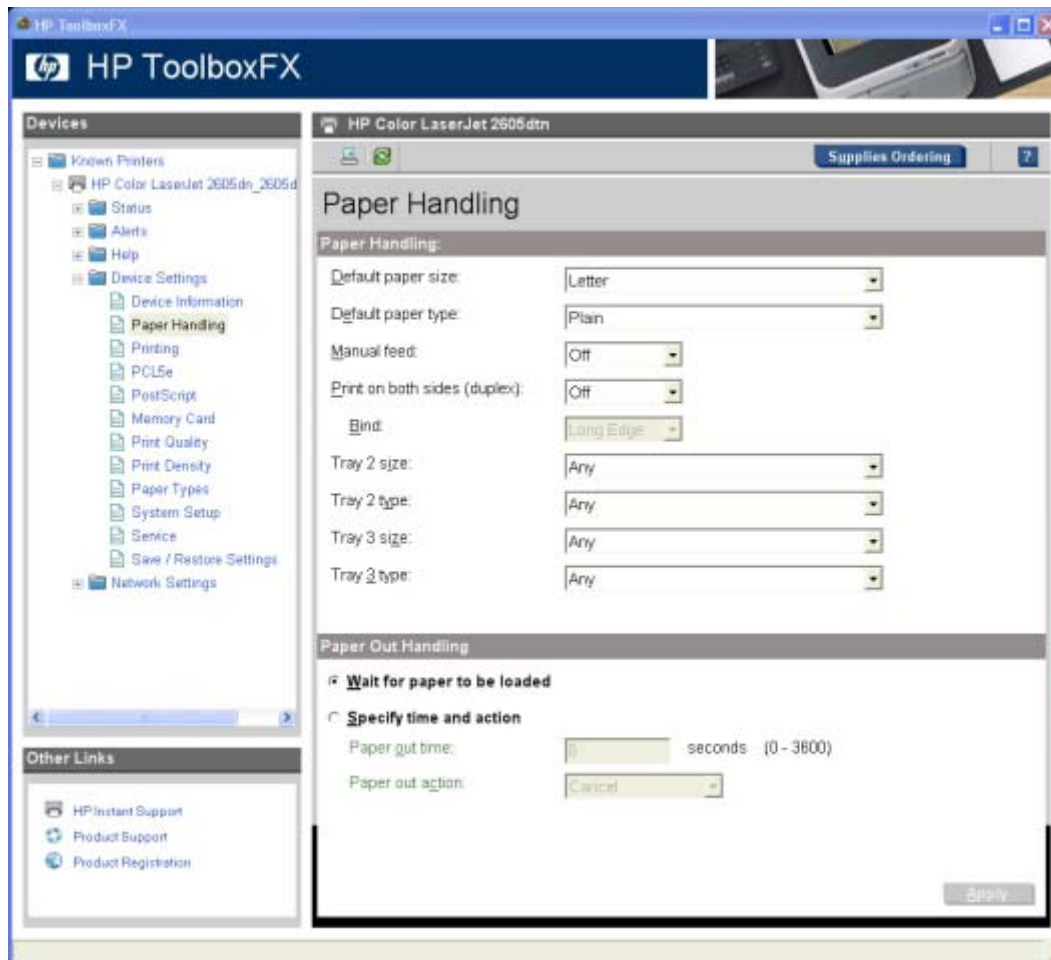 HP ToolboxFX
hp HP ToolboxFX
Devices
Known Printers
HP Color LaserJet 2605dn_2605d
Status
Alerts
Help
Device Settings
Device Information
Paper Handling
Printing
PCL5e
PostScript
Memory Card
Print Quality
Print Density
Paper Types
System Setup
Service
Save / Restore Settings
Network Settings
Other Links
HP Instant Support
Product Support
Product Registration
HP Color LaserJet 2605dtn
Supplies Ordering ?
Paper Handling
Paper Handling:
Default paper size: Letter
Default paper type: Plain
Manual feed: Off
Print on both sides (duplex): Off
Bind: Long Edge
Tray 2 size: Any
Tray 2 type: Any
Tray 3 size: Any
Tray 3 type: Any
Paper Out Handling
Wait for paper to be loaded
Specify time and action
Paper out time: 0 seconds (0 - 3600)
Paper out action: Cancel
Apply